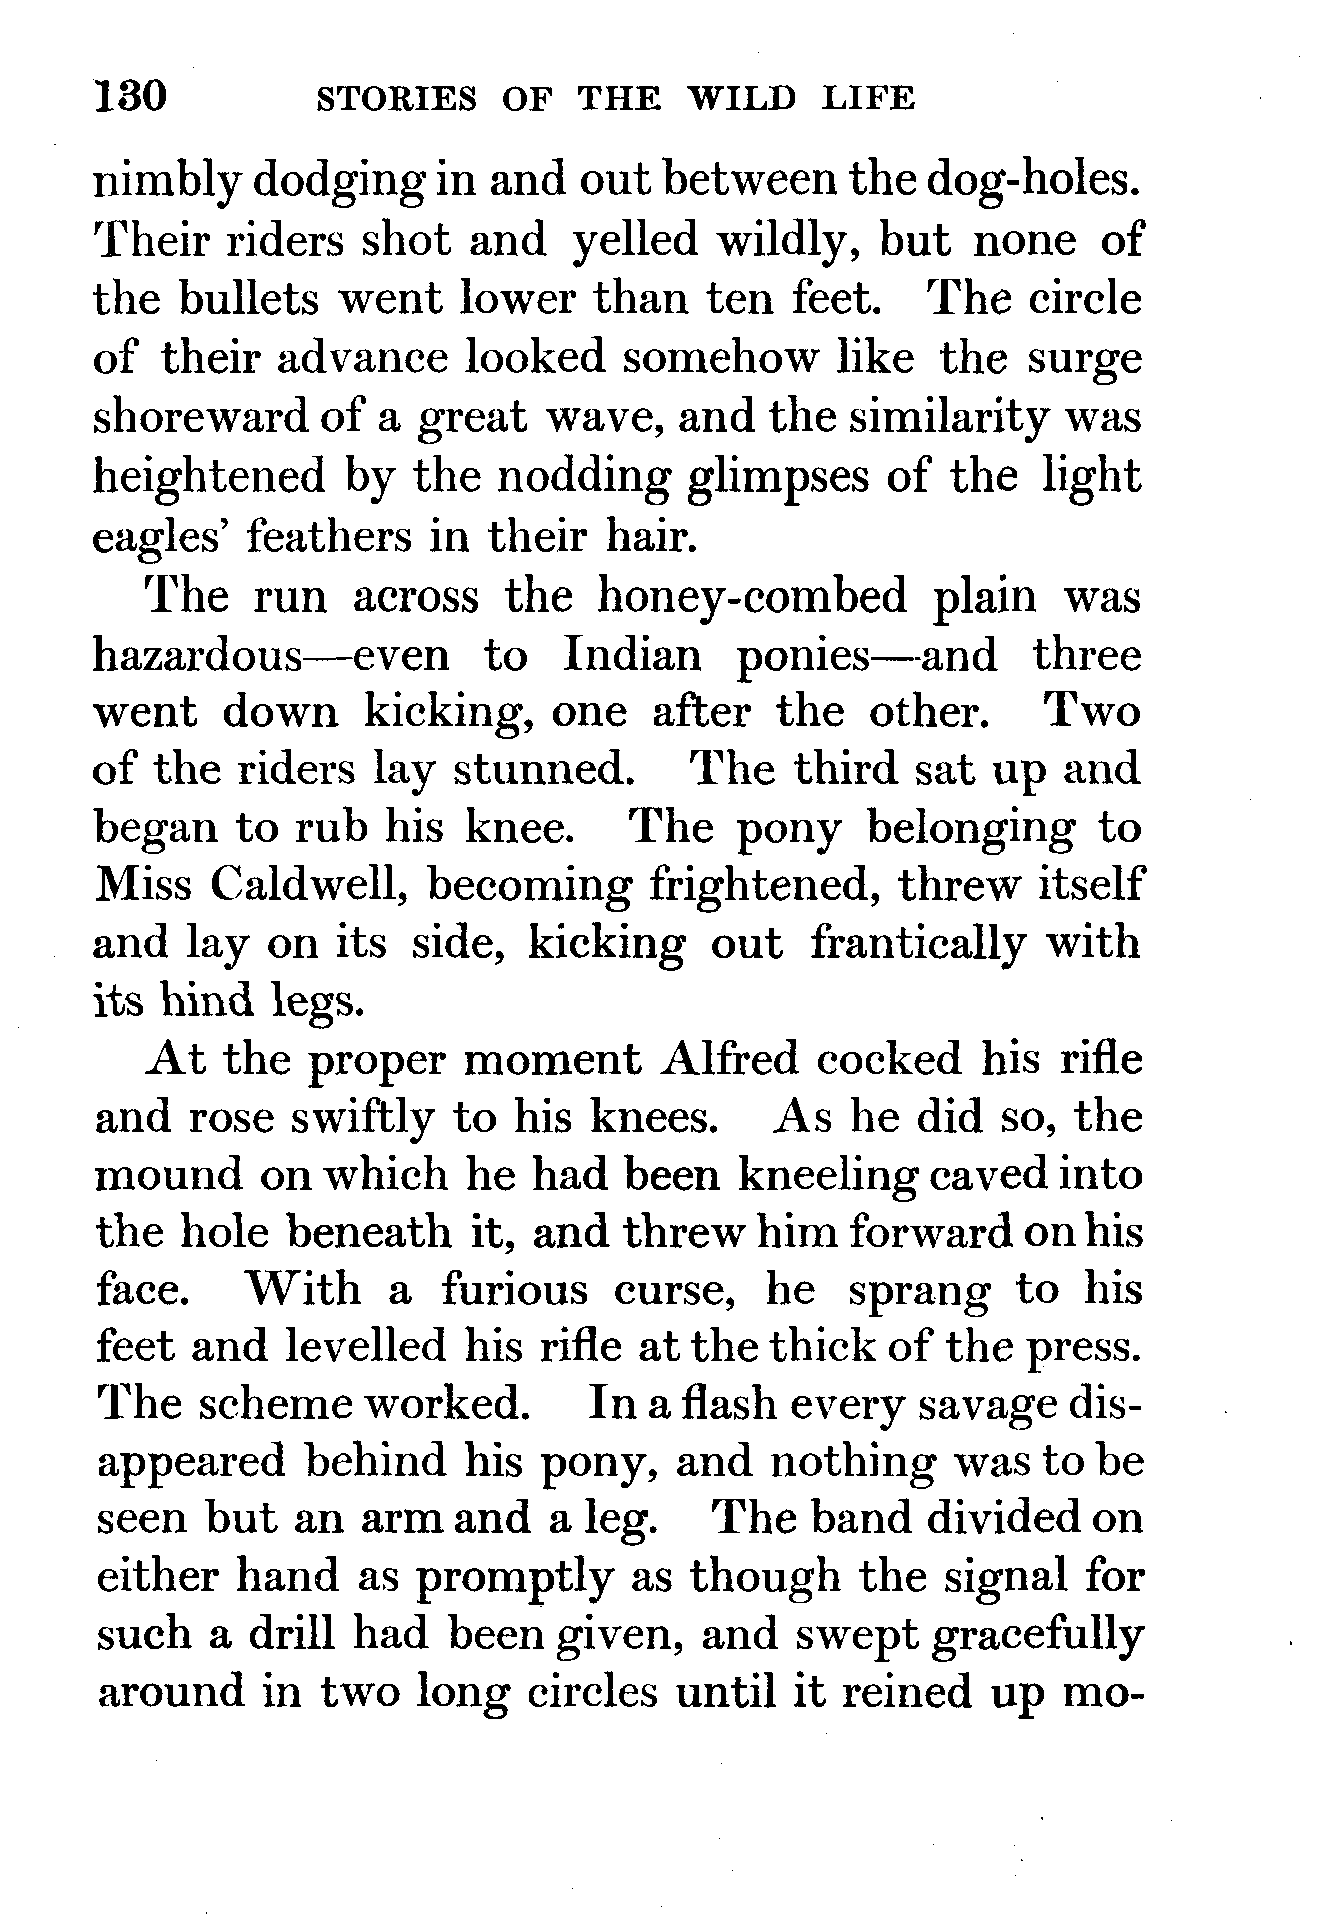 130 STORIES OF THE WILD LIFE
nimbly dodging in and out between the dog-holes.
Their riders shot and yelled wildly, but none of
the bullets went lower than ten feet. The circle
of their advance looked somehow like the surge
shoreward of a great wave, and the similarity was
heightened by the nodding glimpses of the light
eagles’ feathers in their hair.
The run across the honey-combed plain was
hazardous—even to Indian ponies—and three
went down kicking, one after the other. Two
of the riders lay stunned. The third sat up and
began to rub his knee. The pony belonging to
Miss Caldwell, becoming frightened, threw itself
and lay on its side, kicking out frantically with
its hind legs.
At the proper moment Alfred cocked his rifle
and rose swiftly to his knees. As he did so, the
mound on which he had been kneeling caved into
the hole beneath it, and threw him forward on his
face. With a furious curse, he sprang to his
feet and levelled his rifle at the thick of the press.
The scheme worked. In a flash every savage dis-
appeared behind his pony, and nothing was to be
seen but an arm and a leg. The band divided on
either hand as promptly as though the signal for
such a drill had been given, and swept gracefully
around in two long circles until it reined up mo-